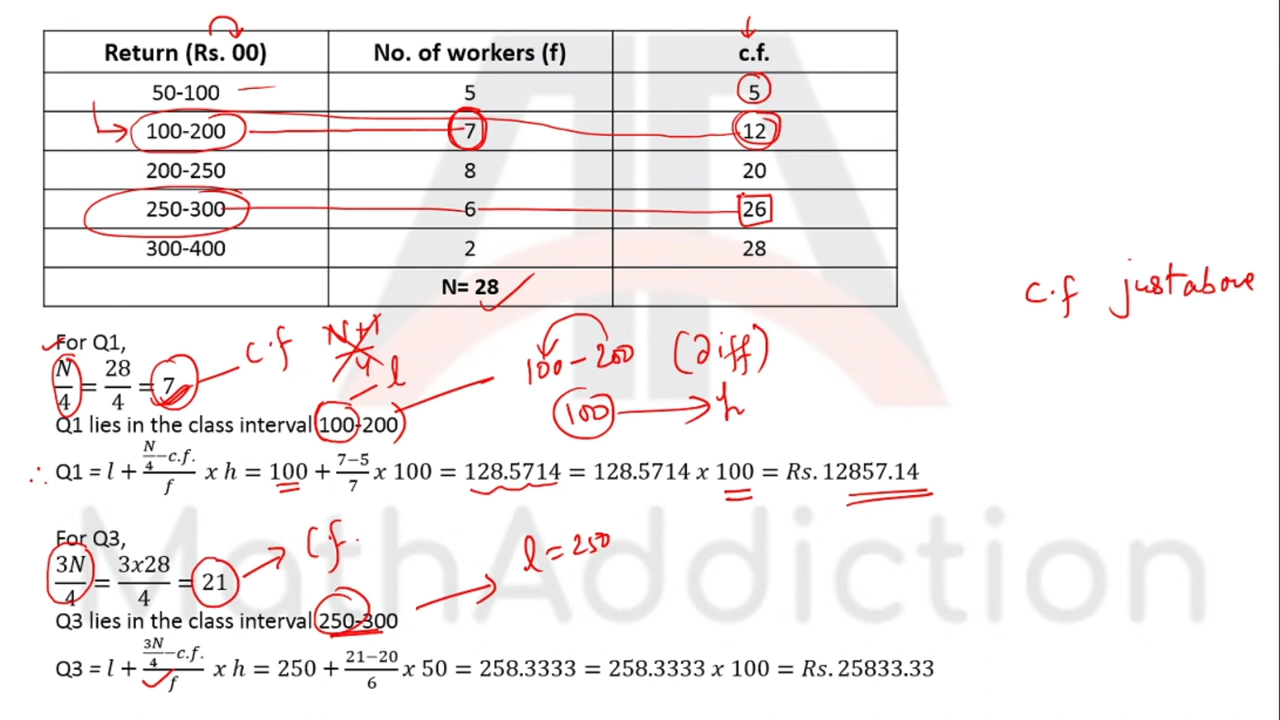 Return (Rs. 00) No. of workers (f) c.f.
50-100 5 5
100-200 7 12
200-250 8 20
250-300 6 26
300-400 2 28
N= 28
c.f just above
For Q1,
c.f
N+1/4
N/4 = 28/4 = 7
l
100-200 (diff)
100 → h
Q1 lies in the class interval 100-200
∴ Q1 = l + (N/4 − c.f.)/f x h = 100 + (7−5)/7 x 100 = 128.5714 = 128.5714 x 100 = Rs. 12857.14
MathAddiction
For Q3,
c.f.
l = 250
3N/4 = 3x28/4 = 21
Q3 lies in the class interval 250-300
Q3 = l + (3N/4 − c.f.)/f x h = 250 + (21−20)/6 x 50 = 258.3333 = 258.3333 x 100 = Rs. 25833.33